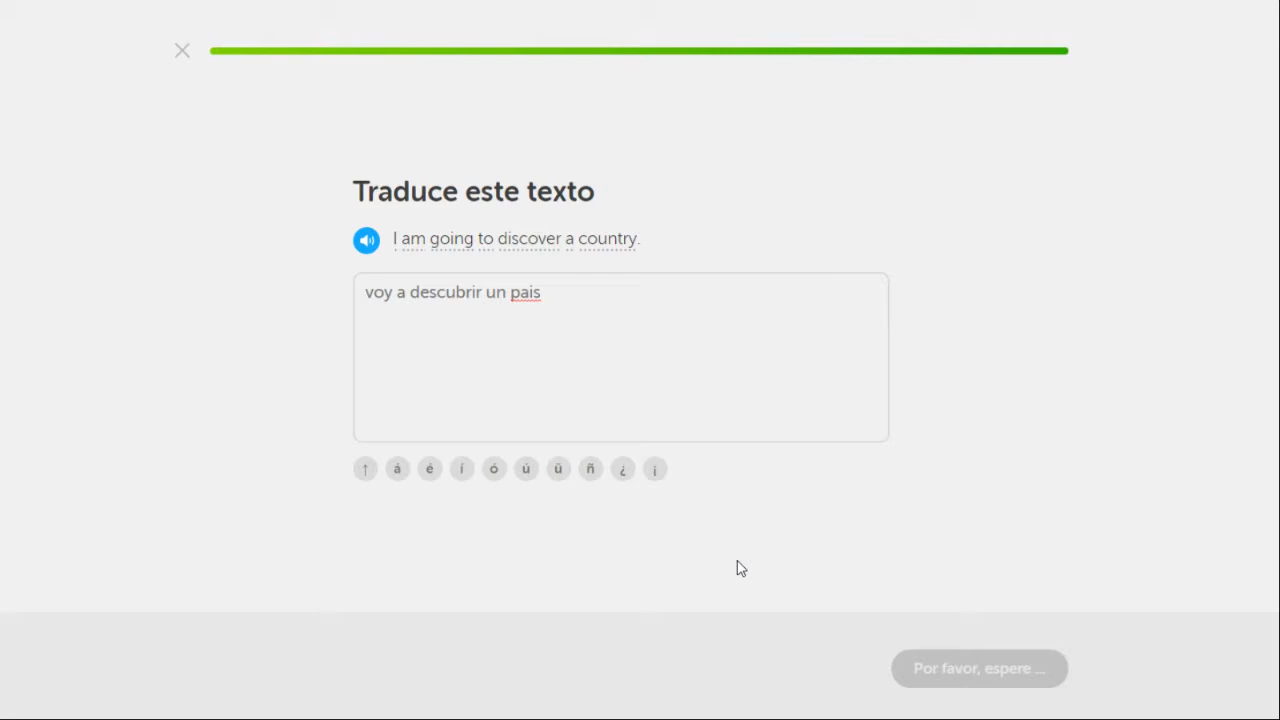 Traduce este texto
I am going to discover a country.
voy a descubrir un pais
↑ á é í ó ú ü ñ ¿ ¡
Por favor, espere ...